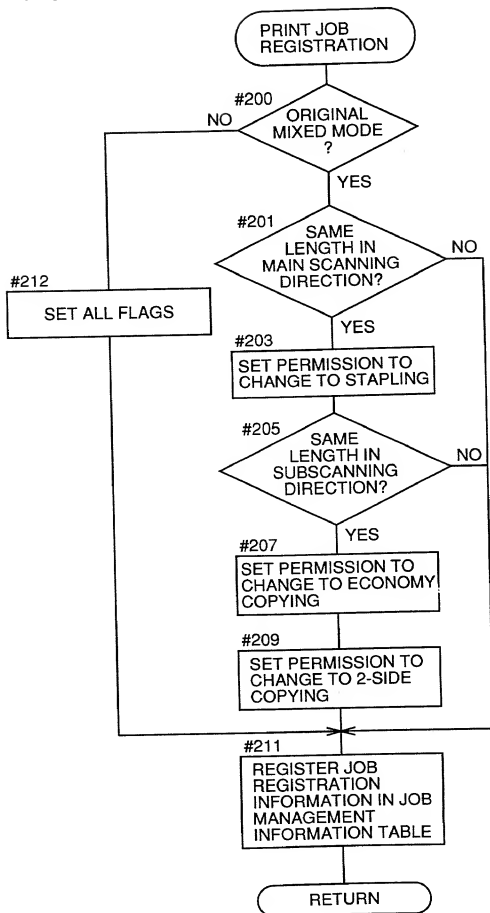 PRINT JOB
REGISTRATION
#200
NO
ORIGINAL
MIXED MODE
?
YES
#201
SAME
LENGTH IN
MAIN SCANNING
DIRECTION?
NO
#212
SET ALL FLAGS
YES
#203
SET PERMISSION TO
CHANGE TO STAPLING
#205
SAME
LENGTH IN
SUBSCANNING
DIRECTION?
NO
YES
#207
SET PERMISSION TO
CHANGE TO ECONOMY
COPYING
#209
SET PERMISSION TO
CHANGE TO 2-SIDE
COPYING
#211
REGISTER JOB
REGISTRATION
INFORMATION IN JOB
MANAGEMENT
INFORMATION TABLE
RETURN